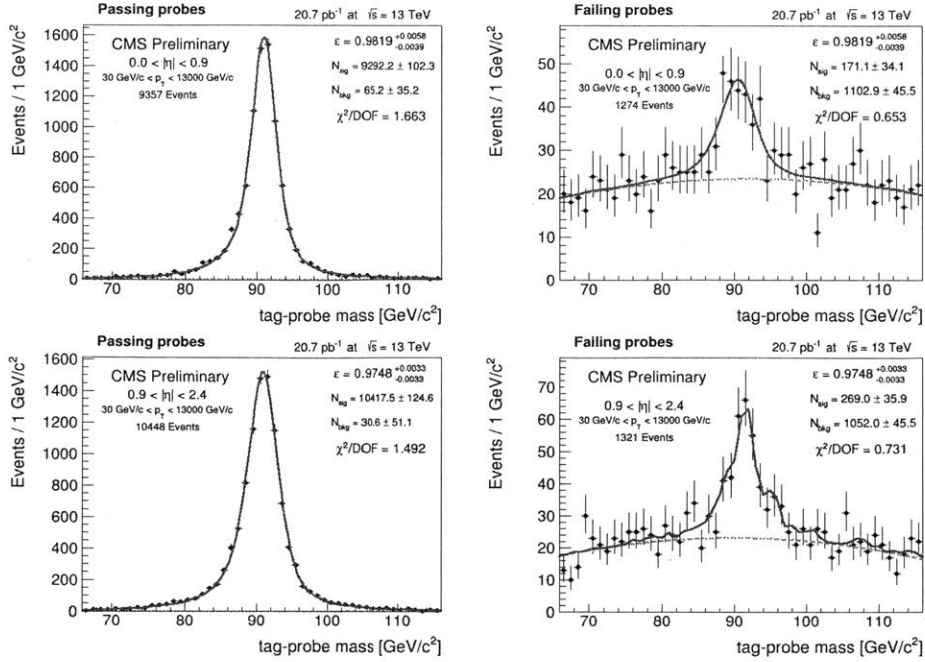 Passing probes
20.7 pb⁻¹ at √s = 13 TeV
CMS Preliminary
0.0 < |η| < 0.9
30 GeV/c < p_T < 13000 GeV/c
9357 Events
ε = 0.9819 +0.0058 -0.0039
N_sig = 9292.2 ± 102.3
N_bkg = 65.2 ± 35.2
χ²/DOF = 1.663
Events / 1 GeV/c²
1600
1400
1200
1000
800
600
400
200
0
70 80 90 100 110
tag-probe mass [GeV/c²]
Failing probes
20.7 pb⁻¹ at √s = 13 TeV
CMS Preliminary
0.0 < |η| < 0.9
30 GeV/c < p_T < 13000 GeV/c
1274 Events
ε = 0.9819 +0.0058 -0.0039
N_sig = 171.1 ± 34.1
N_bkg = 1102.9 ± 45.5
χ²/DOF = 0.653
Events / 1 GeV/c²
50
40
30
20
10
0
70 80 90 100 110
tag-probe mass [GeV/c²]
Passing probes
20.7 pb⁻¹ at √s = 13 TeV
CMS Preliminary
0.9 < |η| < 2.4
30 GeV/c < p_T < 13000 GeV/c
10448 Events
ε = 0.9748 +0.0033 -0.0033
N_sig = 10417.5 ± 124.6
N_bkg = 30.6 ± 51.1
χ²/DOF = 1.492
Events / 1 GeV/c²
1600
1400
1200
1000
800
600
400
200
0
70 80 90 100 110
tag-probe mass [GeV/c²]
Failing probes
20.7 pb⁻¹ at √s = 13 TeV
CMS Preliminary
0.9 < |η| < 2.4
30 GeV/c < p_T < 13000 GeV/c
1321 Events
ε = 0.9748 +0.0033 -0.0033
N_sig = 269.0 ± 35.9
N_bkg = 1052.0 ± 45.5
χ²/DOF = 0.731
Events / 1 GeV/c²
70
60
50
40
30
20
10
0
70 80 90 100 110
tag-probe mass [GeV/c²]